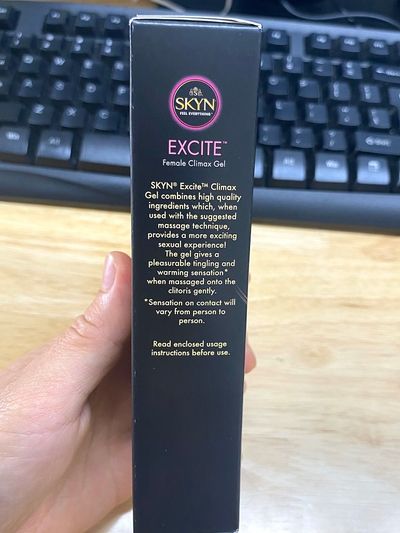 SKYN
FEEL EVERYTHING™
EXCITE™
Female Climax Gel
SKYN® Excite™ Climax
Gel combines high quality
ingredients which, when
used with the suggested
massage technique,
provides a more exciting
sexual experience!
The gel gives a
pleasurable tingling and
warming sensation*
when massaged onto the
clitoris gently.
*Sensation on contact will
vary from person to
person.
Read enclosed usage
instructions before use.